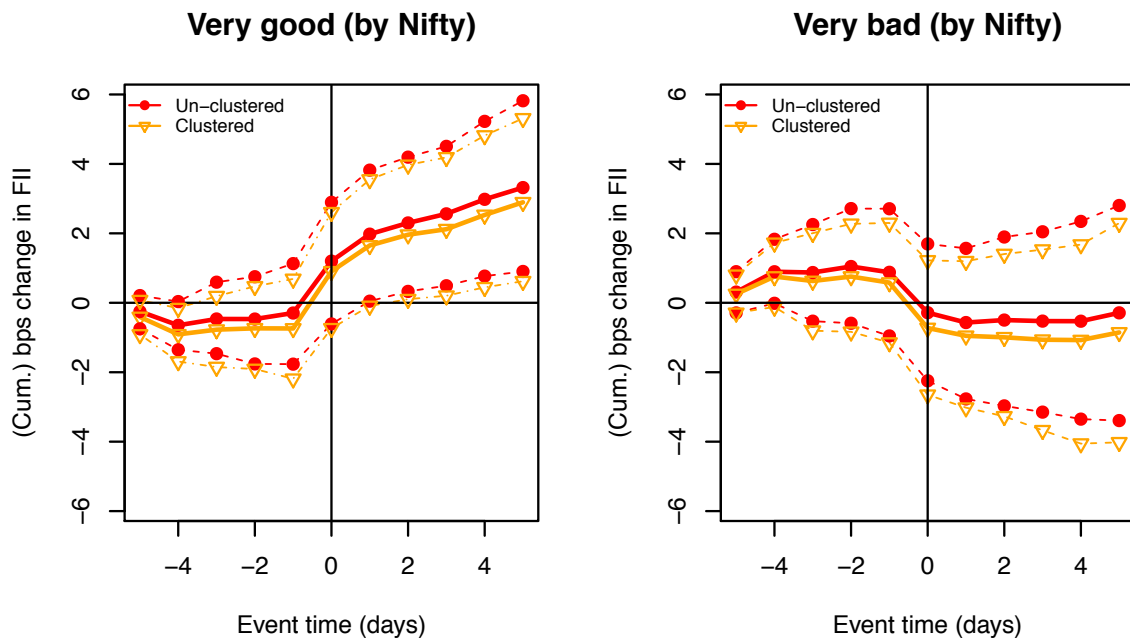 Very good (by Nifty)
(Cum.) bps change in FII
6
4
2
0
−2
−4
−6
Un−clustered
Clustered
−4 −2 0 2 4
Event time (days)
Very bad (by Nifty)
(Cum.) bps change in FII
6
4
2
0
−2
−4
−6
Un−clustered
Clustered
−4 −2 0 2 4
Event time (days)